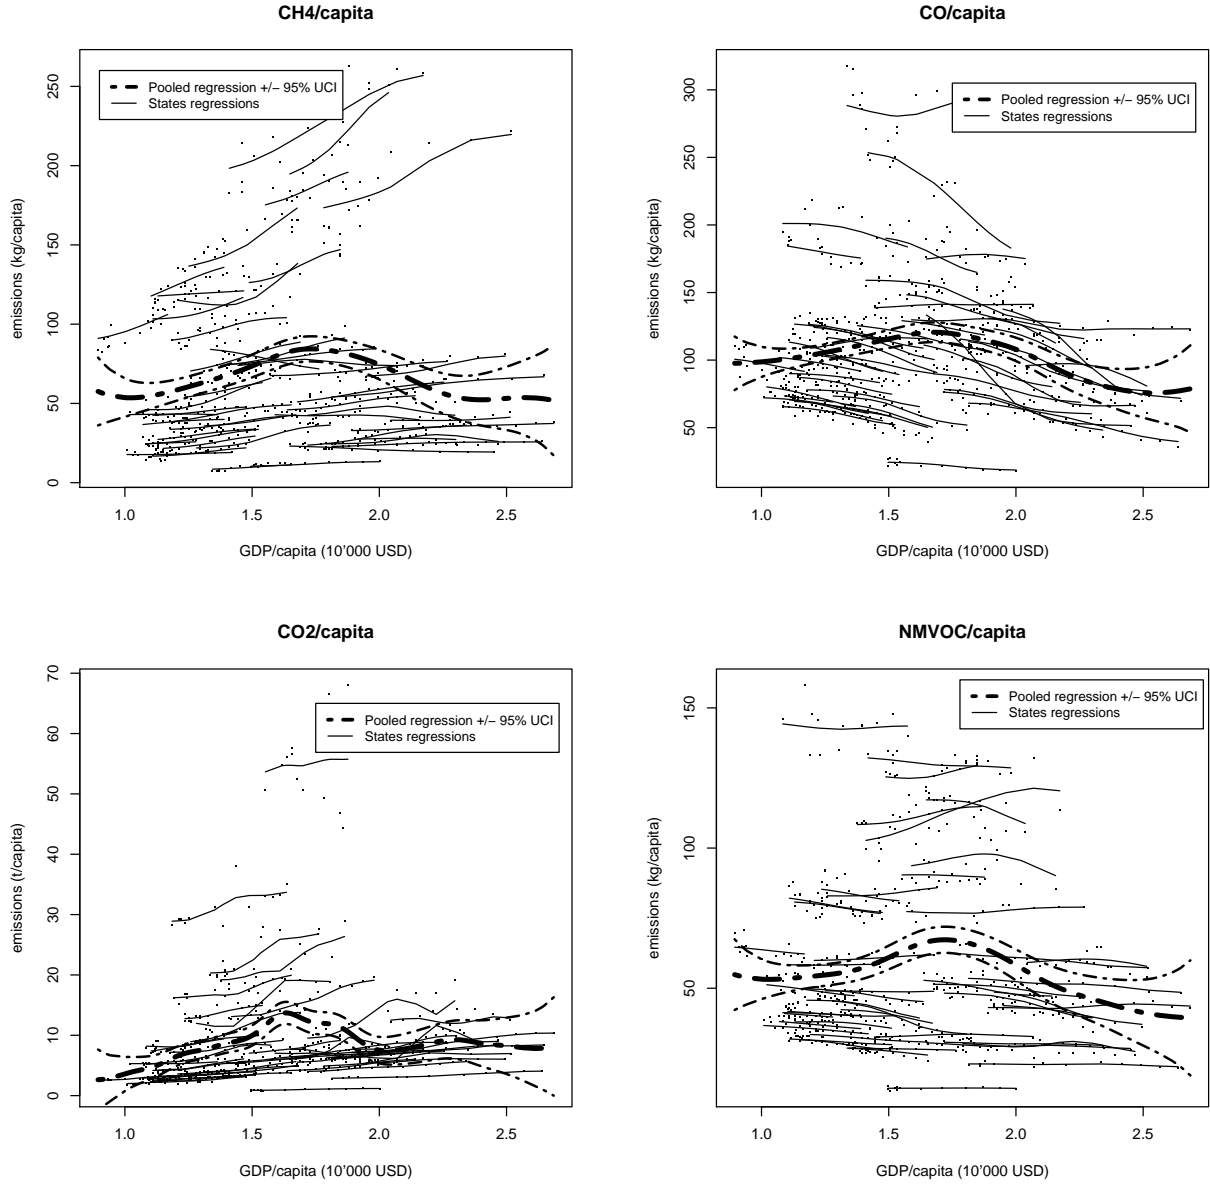 CH4/capita
Pooled regression +/− 95% UCI
States regressions
emissions (kg/capita)
0 50 100 150 200 250
1.0 1.5 2.0 2.5
GDP/capita (10'000 USD)
CO/capita
Pooled regression +/− 95% UCI
States regressions
emissions (kg/capita)
50 100 150 200 250 300
1.0 1.5 2.0 2.5
GDP/capita (10'000 USD)
CO2/capita
Pooled regression +/− 95% UCI
States regressions
emissions (t/capita)
0 10 20 30 40 50 60 70
1.0 1.5 2.0 2.5
GDP/capita (10'000 USD)
NMVOC/capita
Pooled regression +/− 95% UCI
States regressions
emissions (kg/capita)
50 100 150
1.0 1.5 2.0 2.5
GDP/capita (10'000 USD)